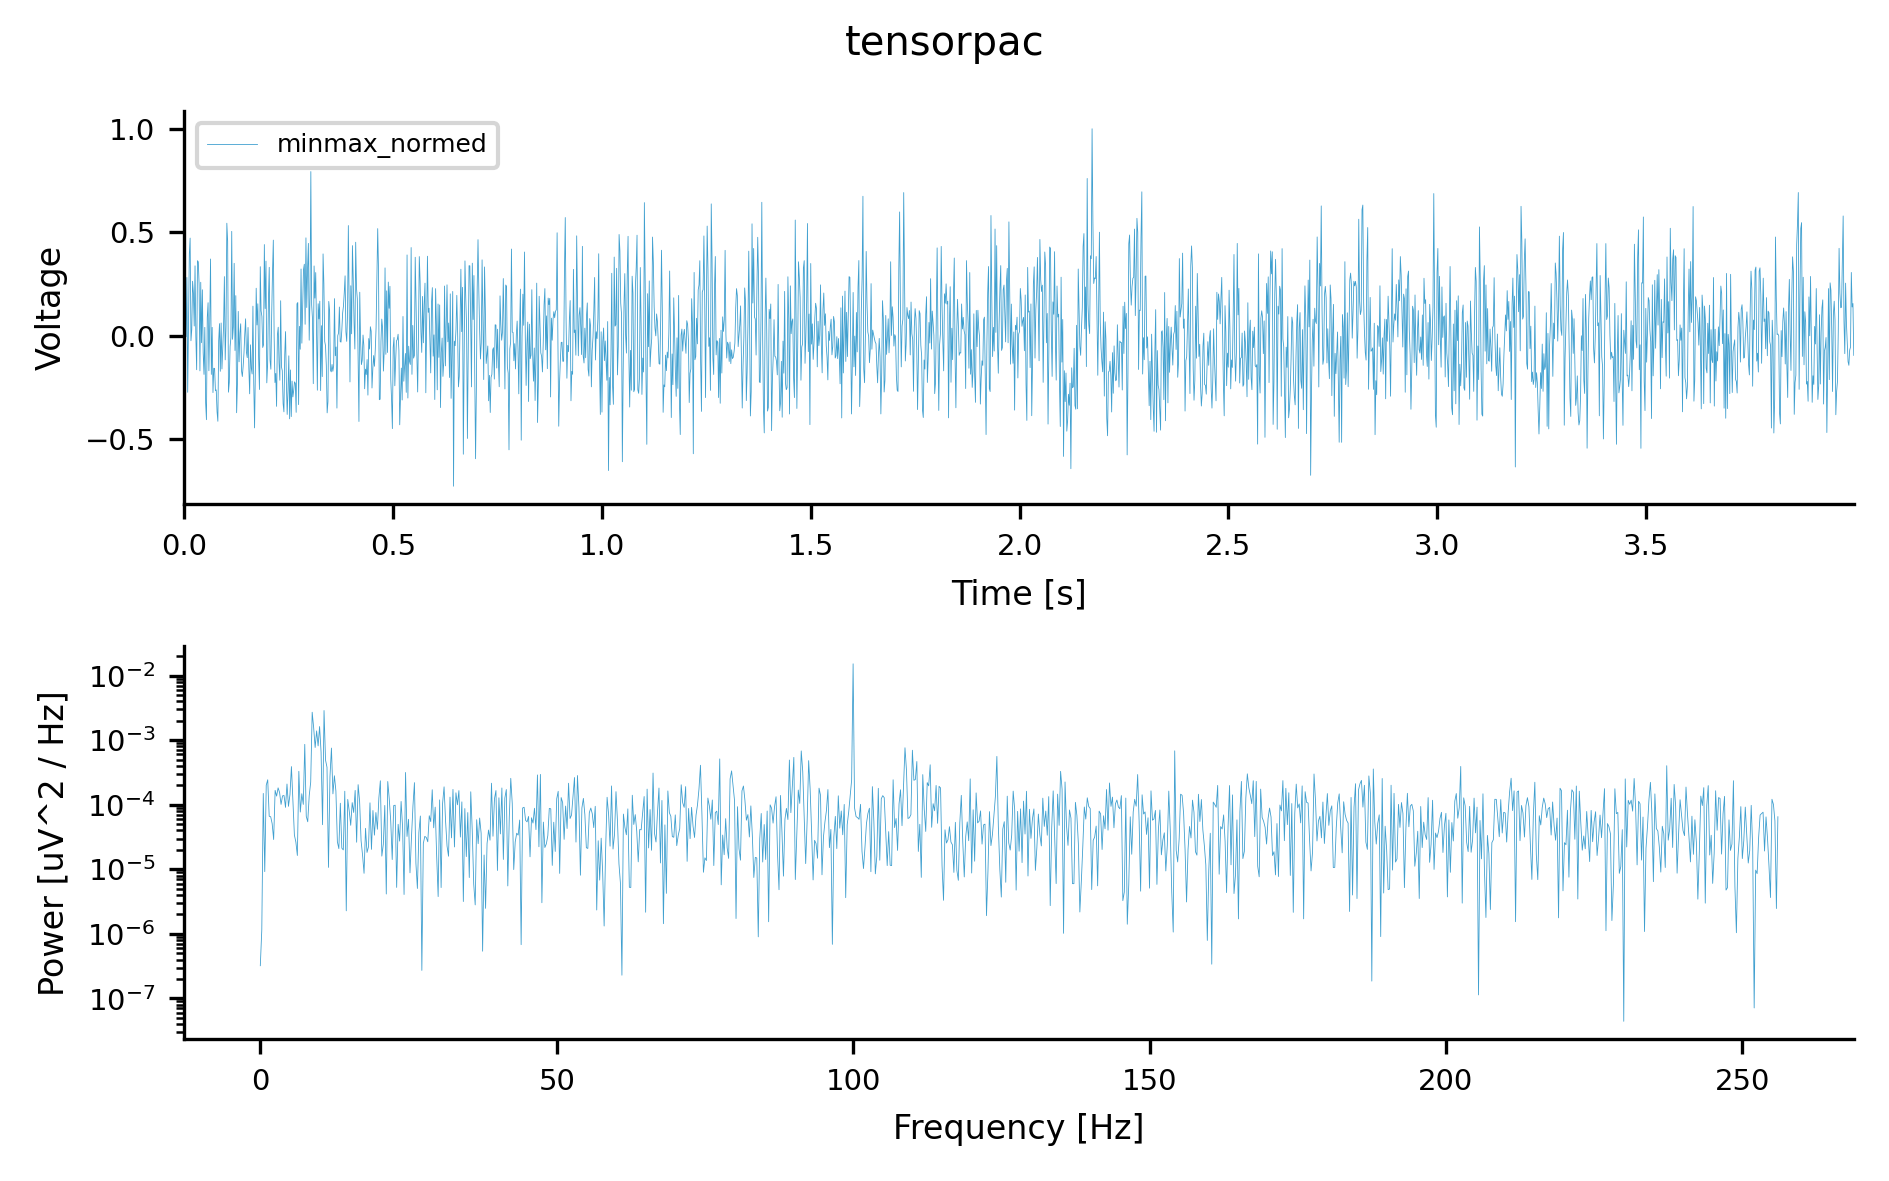 tensorpac
minmax_normed
1.0
0.5
0.0
−0.5
Voltage
0.0 0.5 1.0 1.5 2.0 2.5 3.0 3.5
Time [s]
10⁻²
10⁻³
10⁻⁴
10⁻⁵
10⁻⁶
10⁻⁷
Power [uV^2 / Hz]
0 50 100 150 200 250
Frequency [Hz]